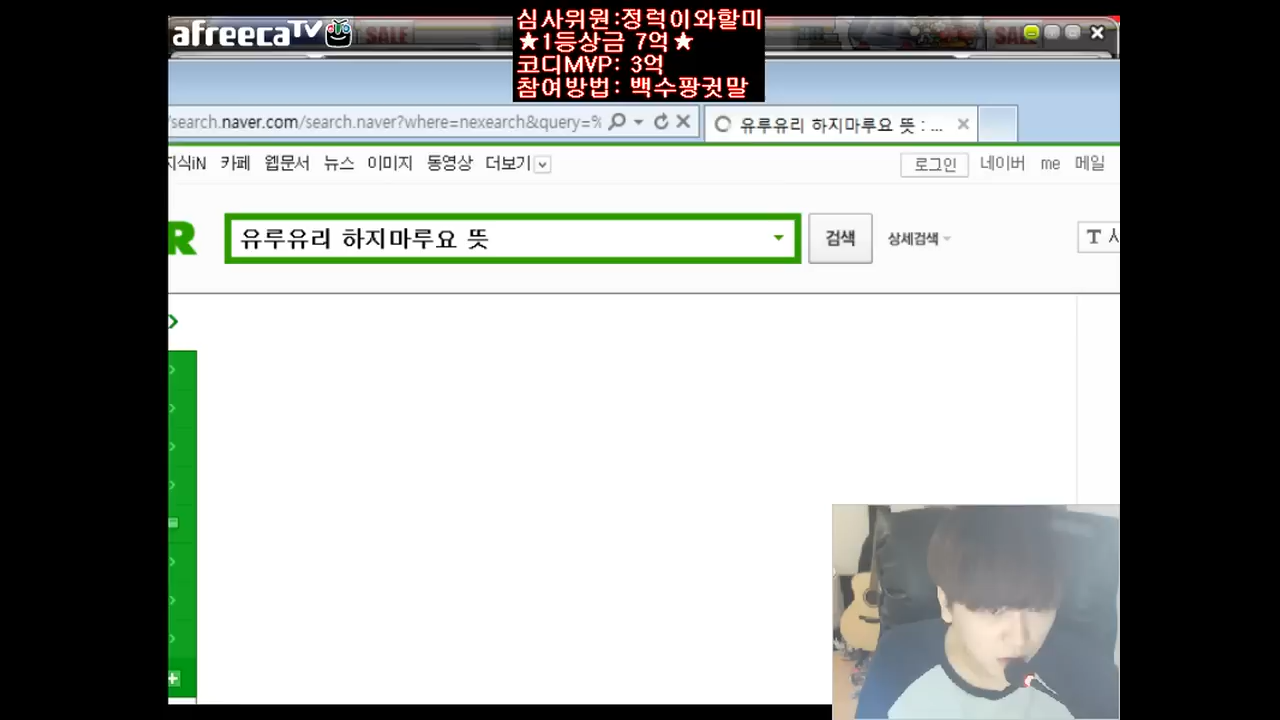 심사위원:정럭이와할미
★1등상금 7억★
코디MVP: 3억
참여방법: 백수팡귓말
afreecaTV
SALE
SALE
/search.naver.com/search.naver?where=nexearch&query=%
유루유리 하지마루요 뜻 : ...
지식iN 카페 웹문서 뉴스 이미지 동영상 더보기
로그인 네이버 me 메일
R
유루유리 하지마루요 뜻
검색
상세검색
T